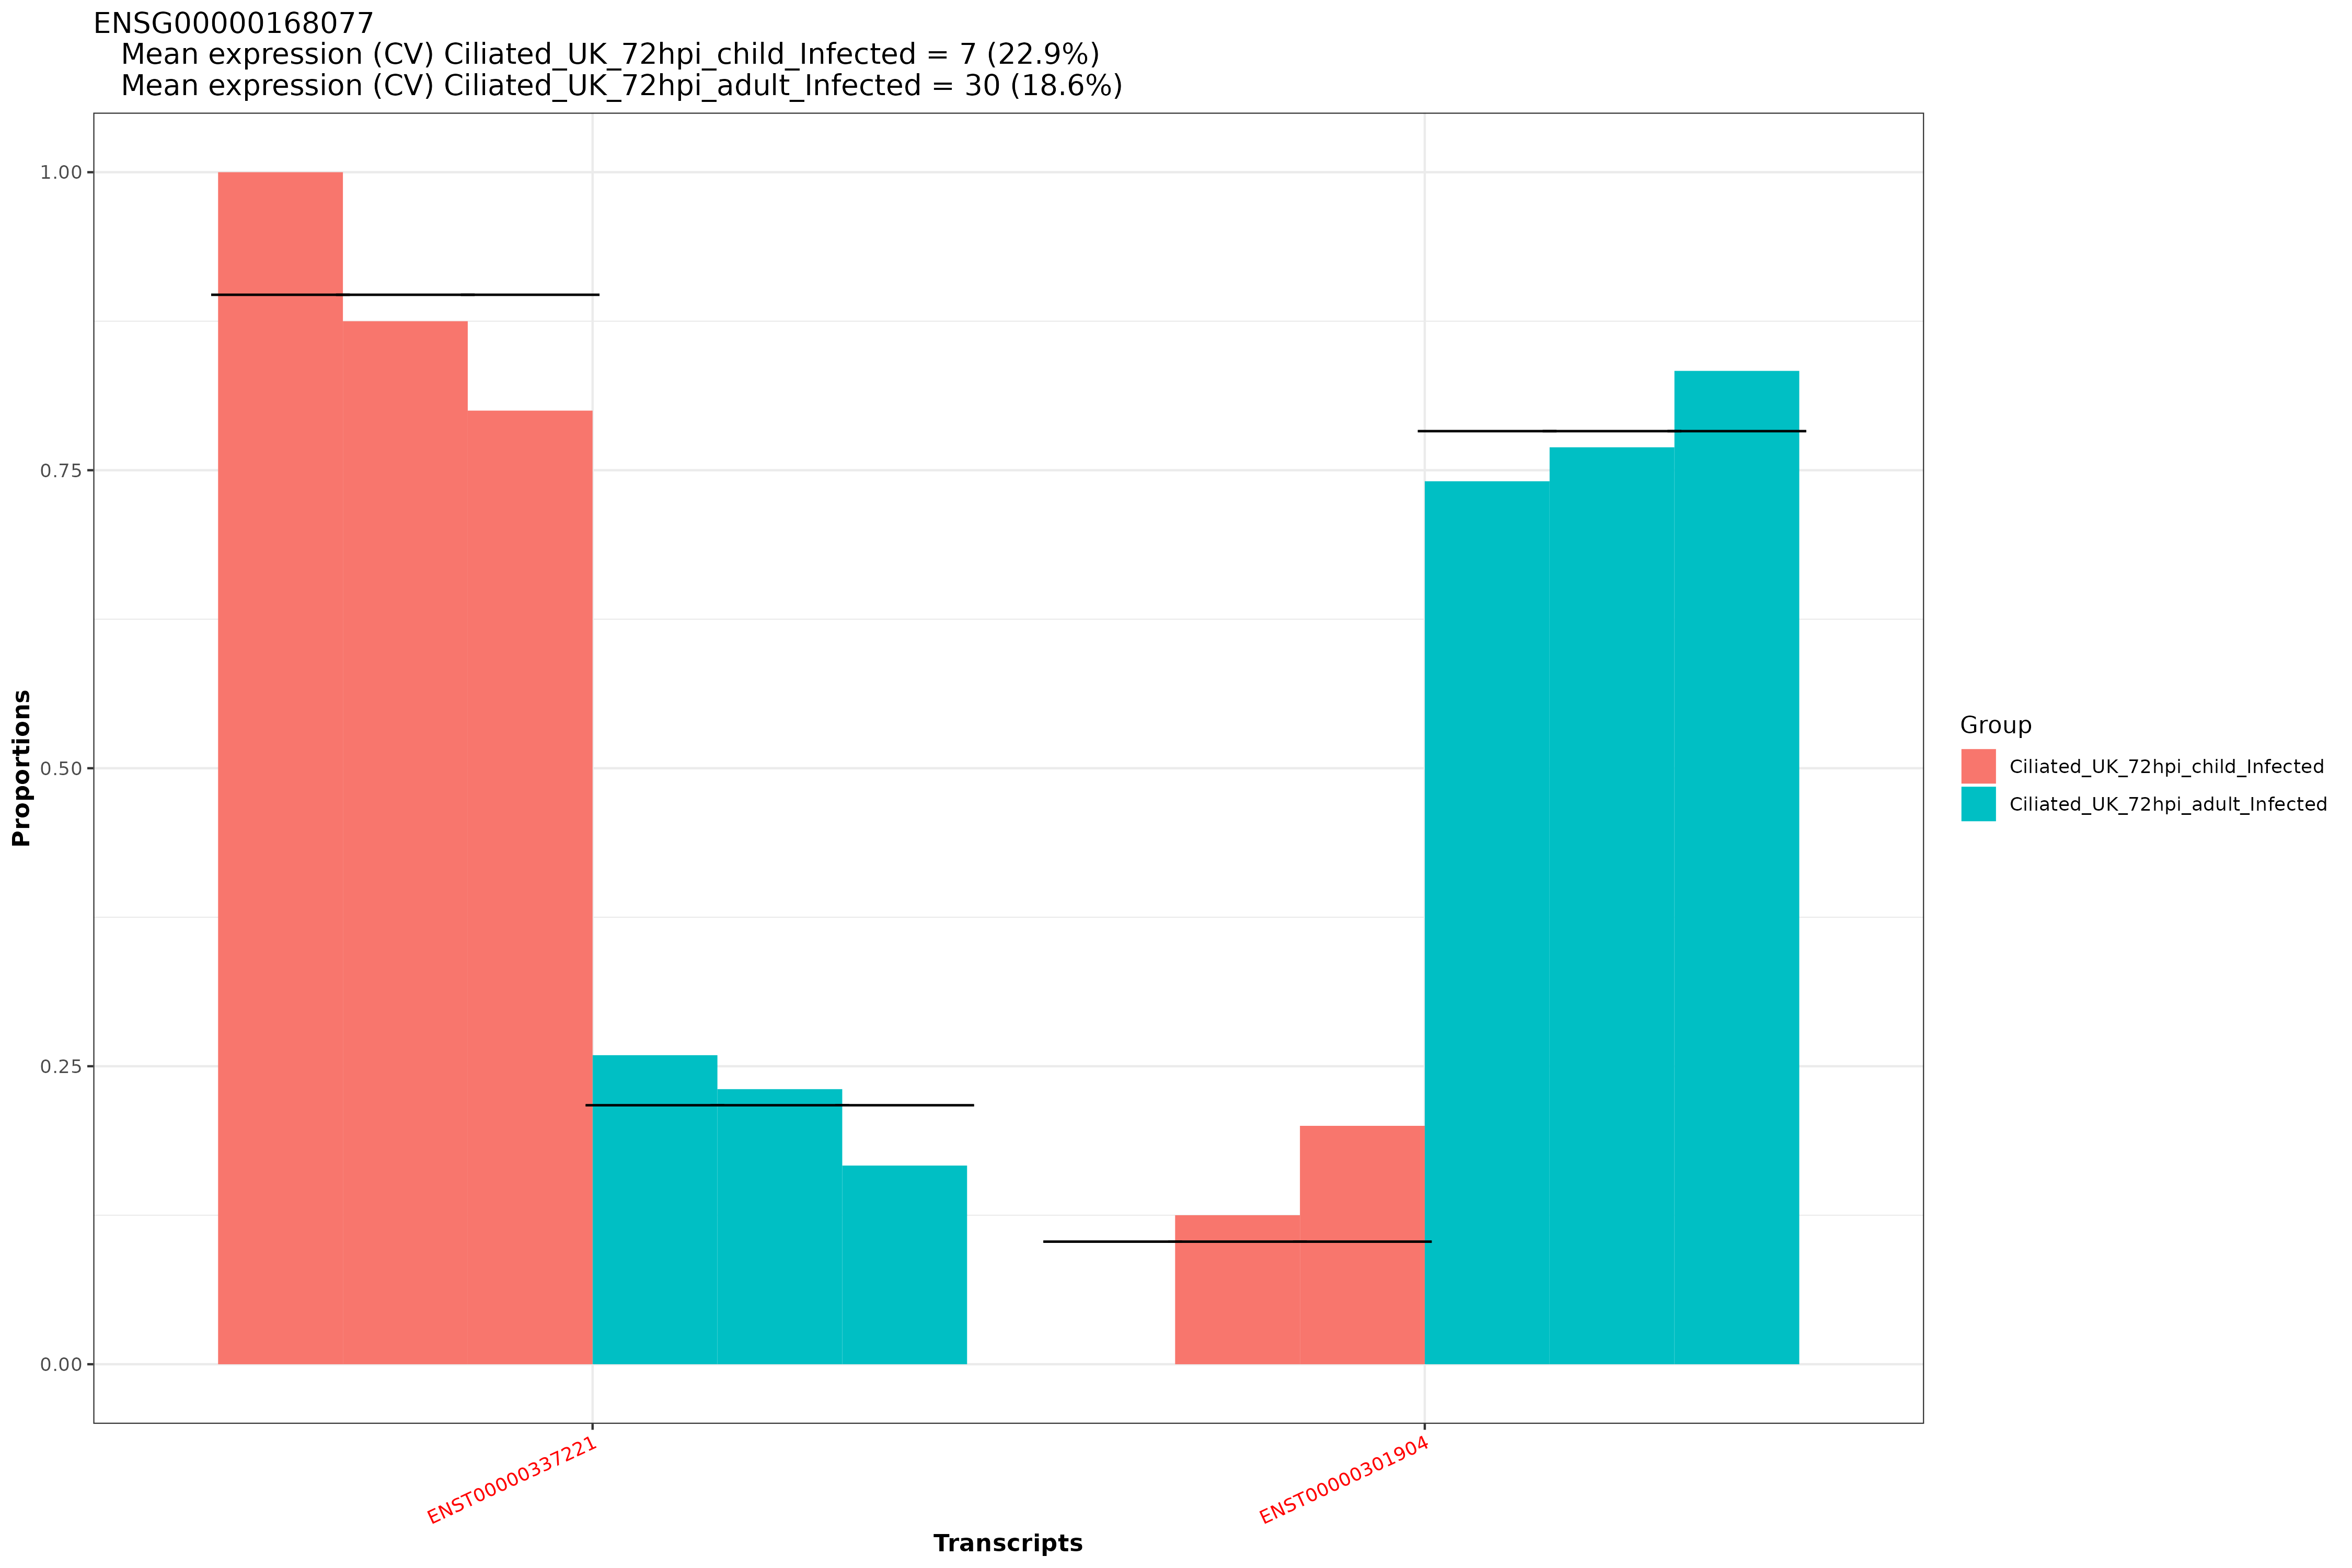 ENSG00000168077
Mean expression (CV) Ciliated_UK_72hpi_child_Infected = 7 (22.9%)
Mean expression (CV) Ciliated_UK_72hpi_adult_Infected = 30 (18.6%)
1.00
0.75
0.50
0.25
0.00
Proportions
ENST00000337221
ENST00000301904
Transcripts
Group
Ciliated_UK_72hpi_child_Infected
Ciliated_UK_72hpi_adult_Infected